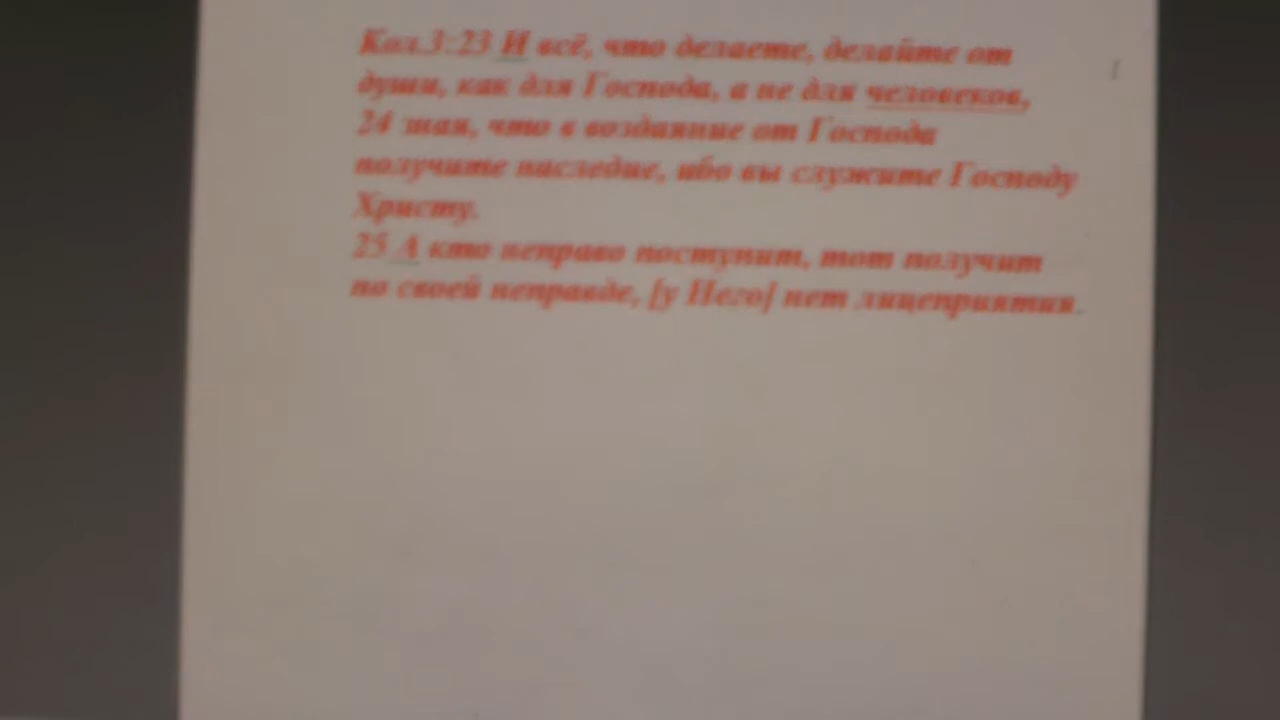 Кол.3:23 И всё, что делаете, делайте от
души, как для Господа, а не для человеков,
24 зная, что в воздаяние от Господа
получите наследие, ибо вы служите Господу
Христу.
25 А кто неправо поступит, тот получит
по своей неправде, [у Него] нет лицеприятия.